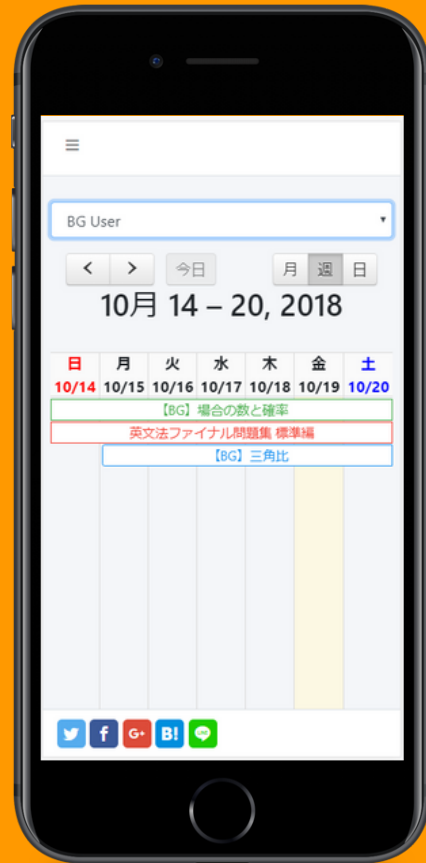 BG User
今日
月 週 日
10月 14 – 20, 2018
日 月 火 水 木 金 土
10/14 10/15 10/16 10/17 10/18 10/19 10/20
【BG】場合の数と確率
英文法ファイナル問題集 標準編
【BG】三角比
f G+ B! LINE